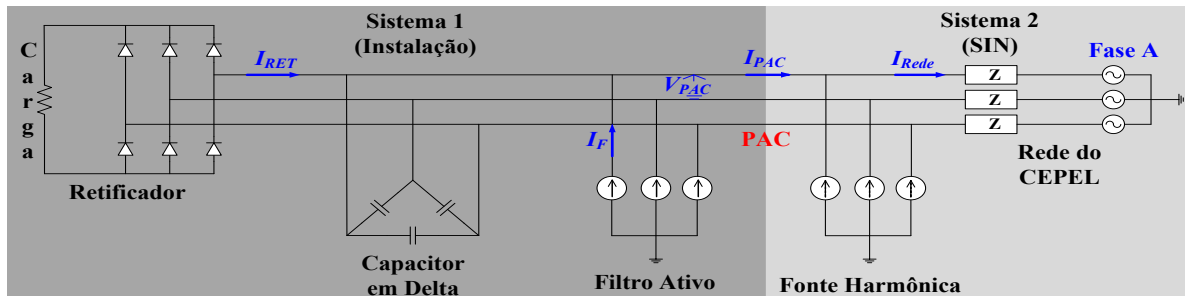 Carga
Retificador
I_RET
Sistema 1
(Instalação)
Capacitor
em Delta
I_F
Filtro Ativo
V_PAC
I_PAC
PAC
I_Rede
Sistema 2
(SIN)
Fase A
Z
Z
Z
Rede do
CEPEL
Fonte Harmônica